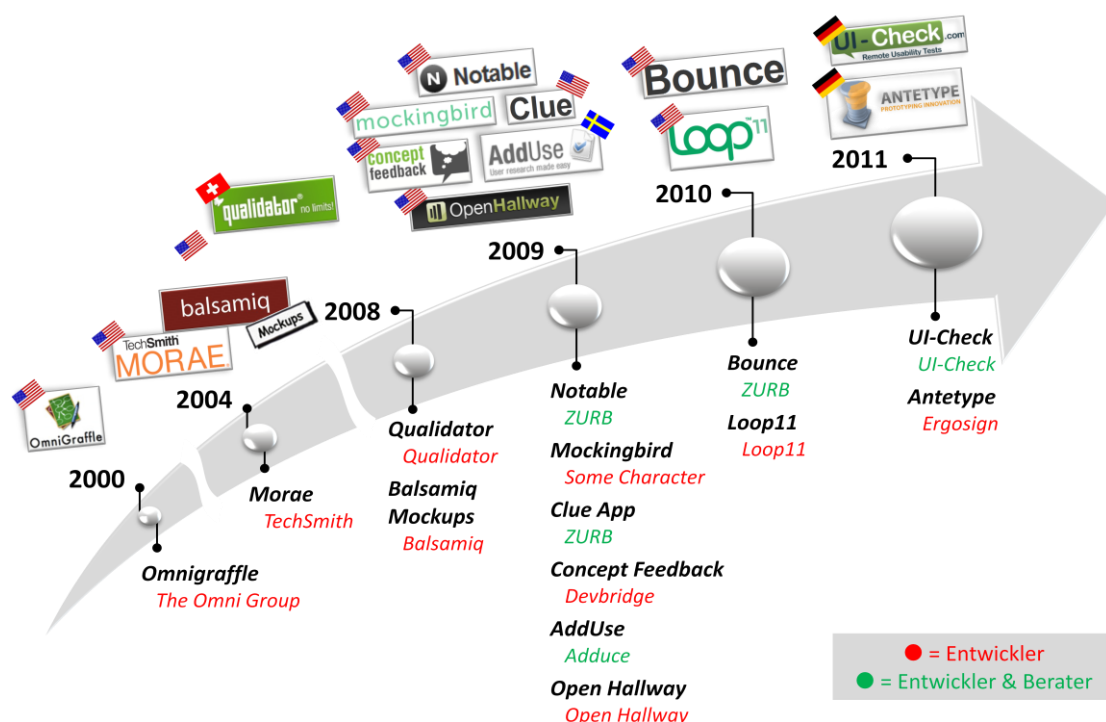 UI-Check.com
Remote Usability Tests
ANTETYPE
PROTOTYPING INNOVATION
2011
Bounce
Loop™11
2010
N Notable
mockingbird
Clue
concept
feedback
AddUse
User research made easy
OpenHallway
2009
qualidator® no limits!
balsamiq
Mockups
2008
TechSmith
MORAE®
2004
OmniGraffle
2000
Omnigraffle
The Omni Group
Morae
TechSmith
Qualidator
Qualidator
Balsamiq
Mockups
Balsamiq
Notable
ZURB
Mockingbird
Some Character
Clue App
ZURB
Concept Feedback
Devbridge
AddUse
Adduce
Open Hallway
Open Hallway
Bounce
ZURB
Loop11
Loop11
UI-Check
UI-Check
Antetype
Ergosign
= Entwickler
= Entwickler & Berater